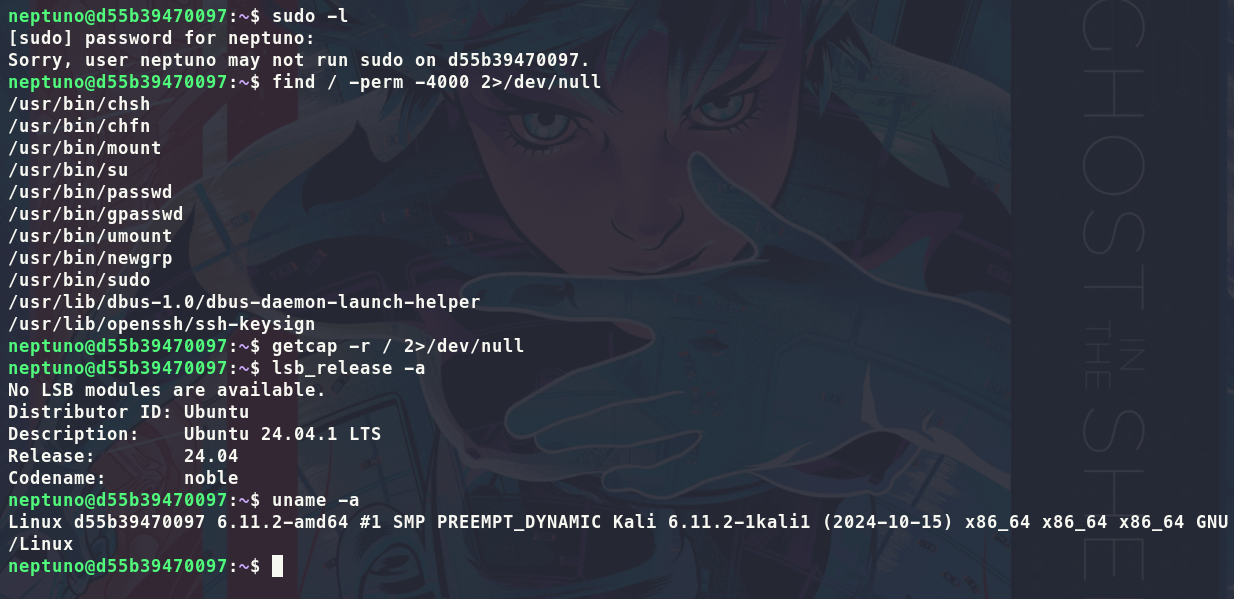 neptuno@d55b39470097:~$ sudo -l
[sudo] password for neptuno:
Sorry, user neptuno may not run sudo on d55b39470097.
neptuno@d55b39470097:~$ find / -perm -4000 2>/dev/null
/usr/bin/chsh
/usr/bin/chfn
/usr/bin/mount
/usr/bin/su
/usr/bin/passwd
/usr/bin/gpasswd
/usr/bin/umount
/usr/bin/newgrp
/usr/bin/sudo
/usr/lib/dbus-1.0/dbus-daemon-launch-helper
/usr/lib/openssh/ssh-keysign
neptuno@d55b39470097:~$ getcap -r / 2>/dev/null
neptuno@d55b39470097:~$ lsb_release -a
No LSB modules are available.
Distributor ID: Ubuntu
Description:    Ubuntu 24.04.1 LTS
Release:        24.04
Codename:       noble
neptuno@d55b39470097:~$ uname -a
Linux d55b39470097 6.11.2-amd64 #1 SMP PREEMPT_DYNAMIC Kali 6.11.2-1kali1 (2024-10-15) x86_64 x86_64 x86_64 GNU
/Linux
neptuno@d55b39470097:~$
GHOST IN THE SHE